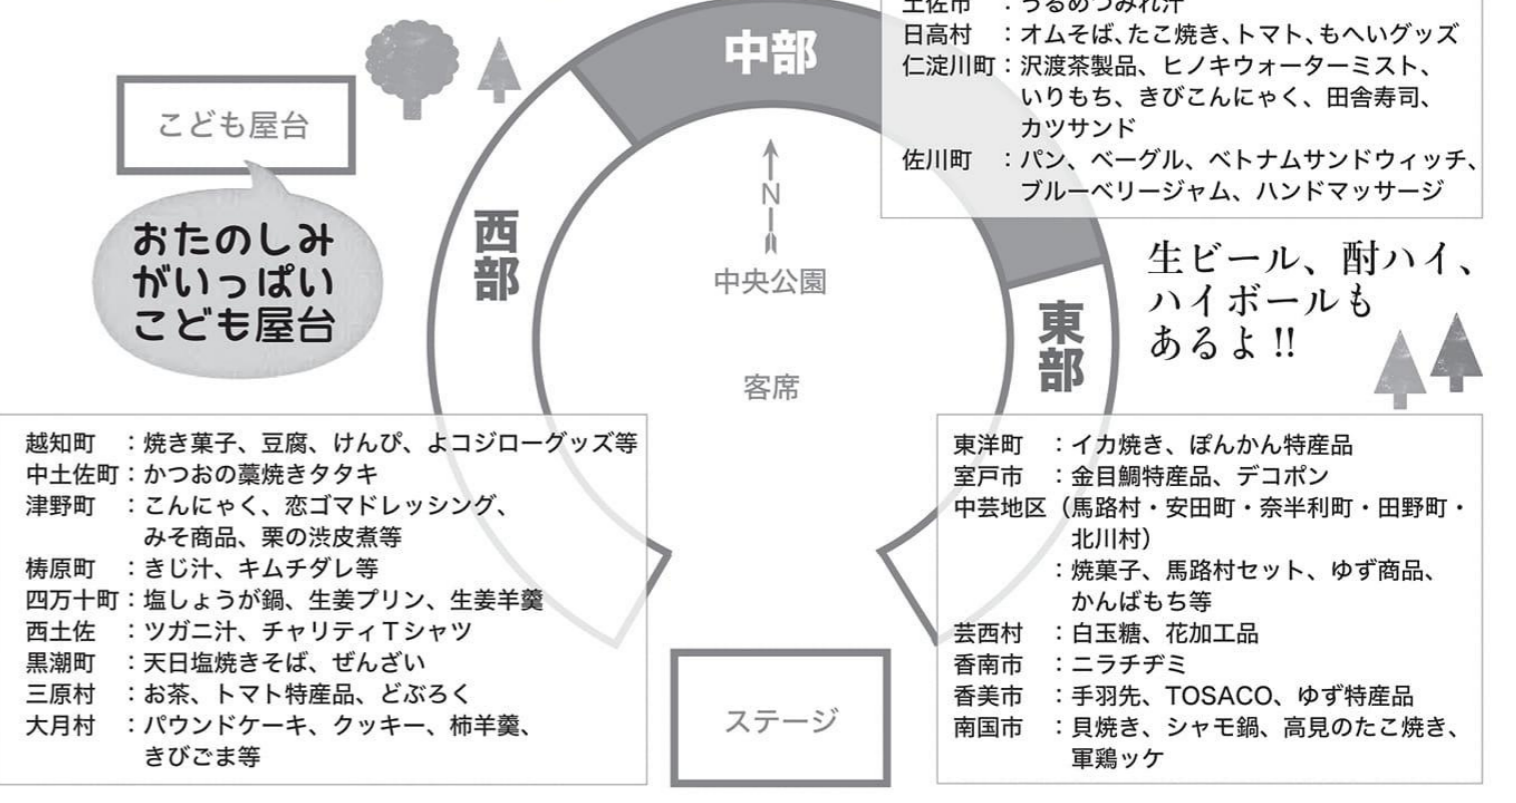 土佐市　：うるめつみれ汁
日高村　：オムそば、たこ焼き、トマト、もへいグッズ
仁淀川町：沢渡茶製品、ヒノキウォーターミスト、
いりもち、きびこんにゃく、田舎寿司、
カツサンド
佐川町　：パン、ベーグル、ベトナムサンドウィッチ、
ブルーベリージャム、ハンドマッサージ
中部
こども屋台
おたのしみ
がいっぱい
こども屋台
西部
N
中央公園
客席
東部
生ビール、酎ハイ、
ハイボールも
あるよ!!
越知町　：焼き菓子、豆腐、けんぴ、よコジローグッズ等
中土佐町：かつおの藁焼きタタキ
津野町　：こんにゃく、恋ゴマドレッシング、
みそ商品、栗の渋皮煮等
梼原町　：きじ汁、キムチダレ等
四万十町：塩しょうが鍋、生姜プリン、生姜羊羹
西土佐　：ツガニ汁、チャリティTシャツ
黒潮町　：天日塩焼きそば、ぜんざい
三原村　：お茶、トマト特産品、どぶろく
大月村　：パウンドケーキ、クッキー、柿羊羹、
きびごま等
ステージ
東洋町　：イカ焼き、ぽんかん特産品
室戸市　：金目鯛特産品、デコポン
中芸地区（馬路村・安田町・奈半利町・田野町・
北川村）
：焼菓子、馬路村セット、ゆず商品、
かんばもち等
芸西村　：白玉糖、花加工品
香南市　：ニラチヂミ
香美市　：手羽先、TOSACO、ゆず特産品
南国市　：貝焼き、シャモ鍋、高見のたこ焼き、
軍鶏ッケ